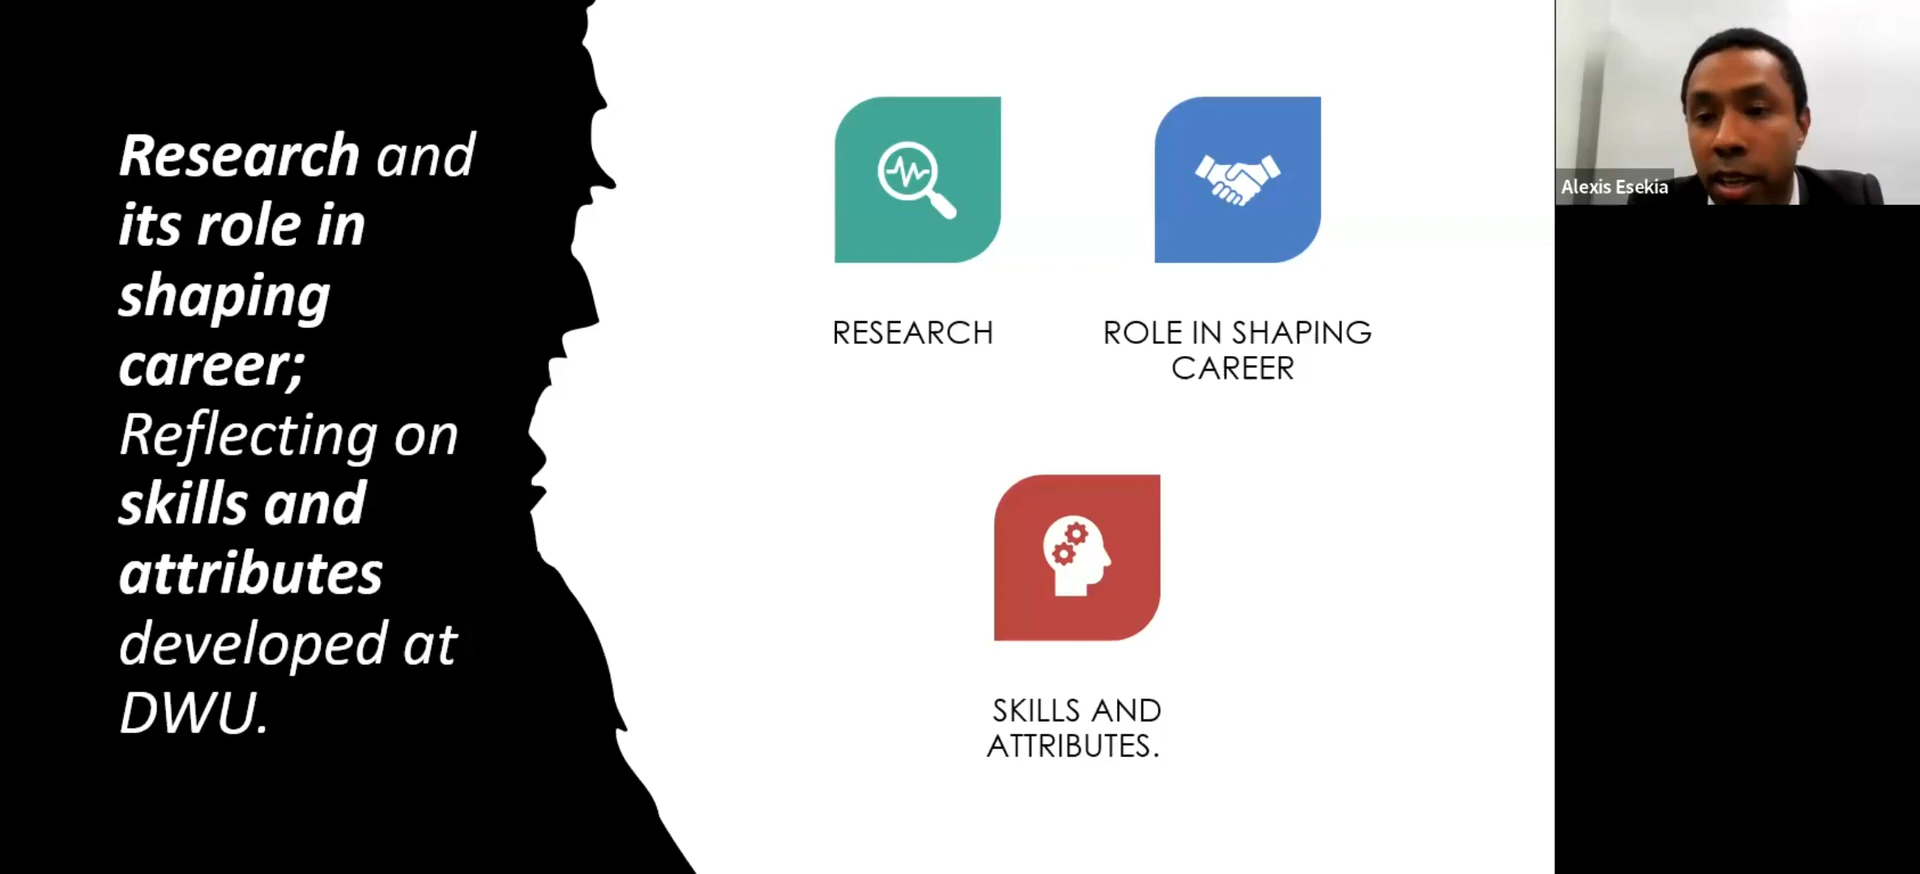 Research and
its role in
shaping
career;
Reflecting on
skills and
attributes
developed at
DWU.
RESEARCH
ROLE IN SHAPING
CAREER
SKILLS AND
ATTRIBUTES.
Alexis Esekia